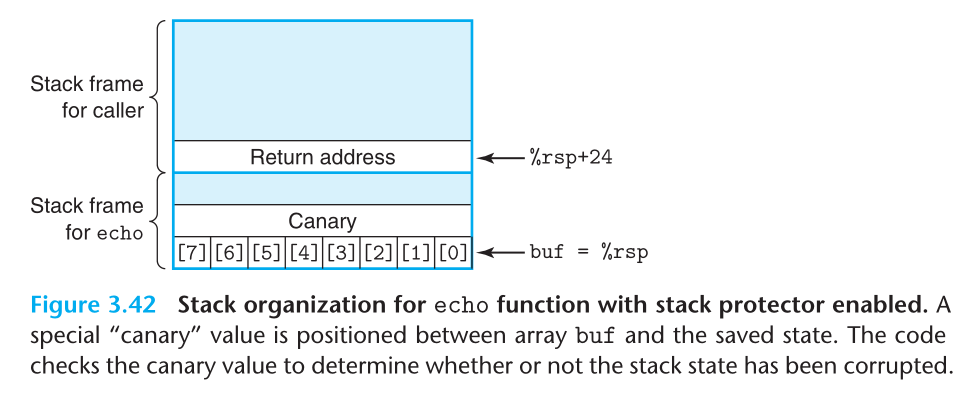 Stack frame
for caller
Return address
%rsp+24
Stack frame
for echo
Canary
[7] [6] [5] [4] [3] [2] [1] [0]
buf = %rsp
Figure 3.42 Stack organization for echo function with stack protector enabled. A
special “canary” value is positioned between array buf and the saved state. The code
checks the canary value to determine whether or not the stack state has been corrupted.